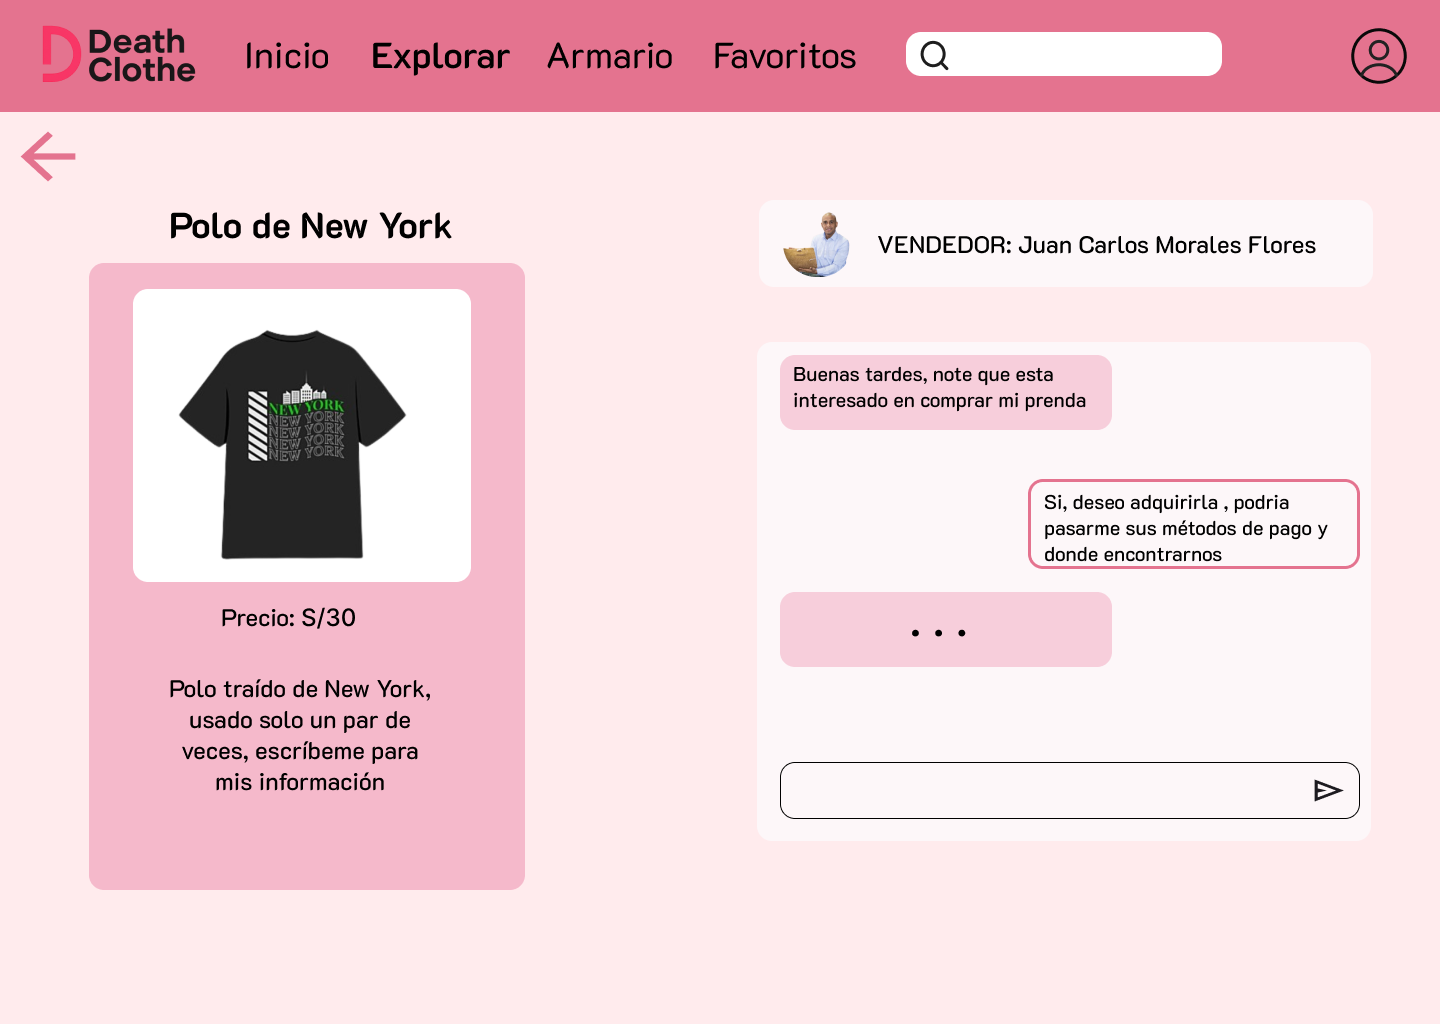 Death
Clothe
Inicio
Explorar
Armario
Favoritos
Polo de New York
NEW YORK
NEW YORK
NEW YORK
NEW YORK
NEW YORK
Precio: S/30
Polo traído de New York,
usado solo un par de
veces, escríbeme para
mis información
VENDEDOR: Juan Carlos Morales Flores
Buenas tardes, note que esta
interesado en comprar mi prenda
Si, deseo adquirirla , podria
pasarme sus métodos de pago y
donde encontrarnos
. . .